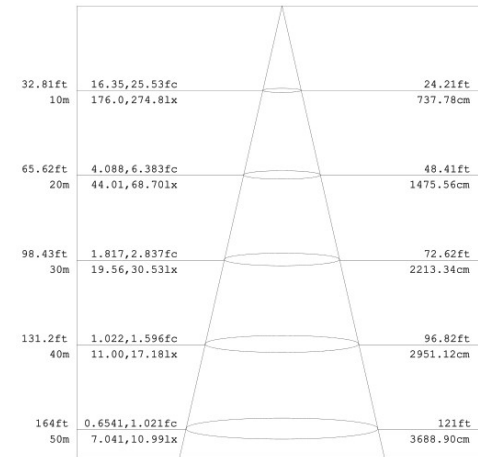 32.81ft 16.35,25.53fc 24.21ft
10m 176.0,274.8lx 737.78cm
65.62ft 4.088,6.383fc 48.41ft
20m 44.01,68.70lx 1475.56cm
98.43ft 1.817,2.837fc 72.62ft
30m 19.56,30.53lx 2213.34cm
131.2ft 1.022,1.596fc 96.82ft
40m 11.00,17.18lx 2951.12cm
164ft 0.6541,1.021fc 121ft
50m 7.041,10.99lx 3688.90cm